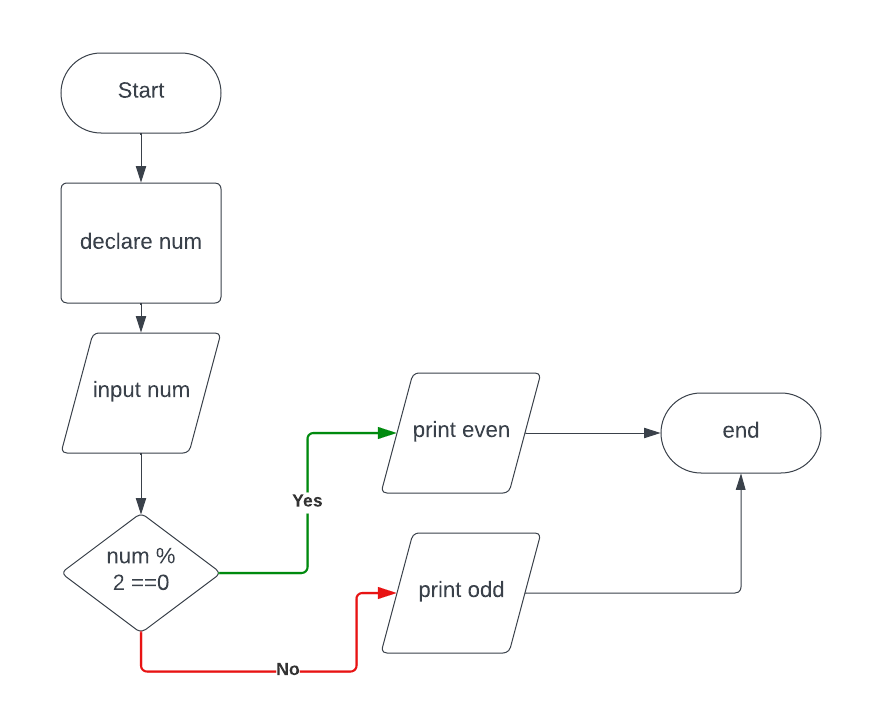 Start
declare num
input num
num %
2 ==0
Yes
No
print even
print odd
end